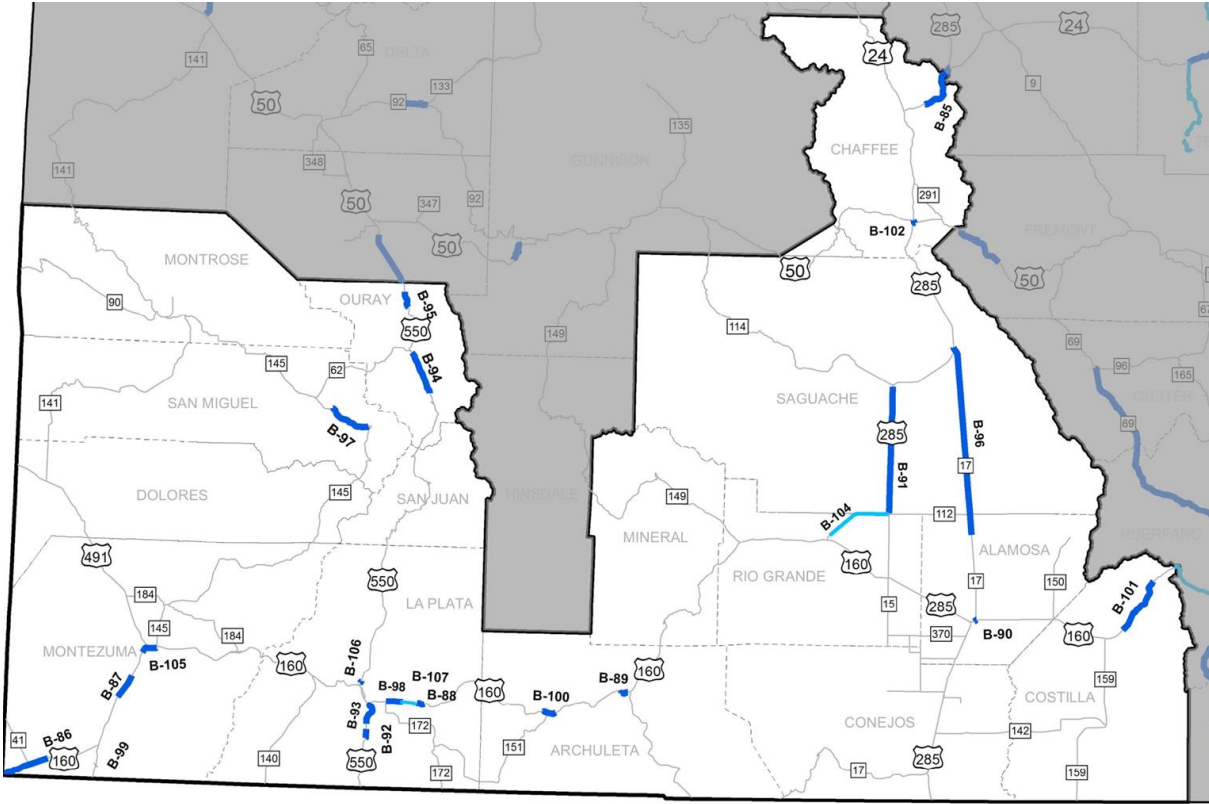 285
24
24
65
DELTA
141
133
9
50
92
B-85
135
CHAFFEE
348
GUNNISON
141
291
50
347
92
FREMONT
B-102
50
50
MONTROSE
50
285
67
OURAY
90
B-95
550
114
149
69
145
62
B-94
96
165
SAN MIGUEL
SAGUACHE
CUSTER
141
285
B-96
69
B-97
17
B-91
145
DOLORES
SAN JUAN
HINSDALE
149
B-104
112
MINERAL
HUERFANO
491
ALAMOSA
160
550
RIO GRANDE
17
150
184
LA PLATA
285
15
B-101
145
184
370
B-90
160
MONTEZUMA
B-105
160
B-106
160
B-107
B-89
B-87
B-98
B-88
160
B-100
COSTILLA
159
B-93
CONEJOS
172
41
B-86
B-92
151
ARCHULETA
142
160
B-99
140
550
172
17
285
159